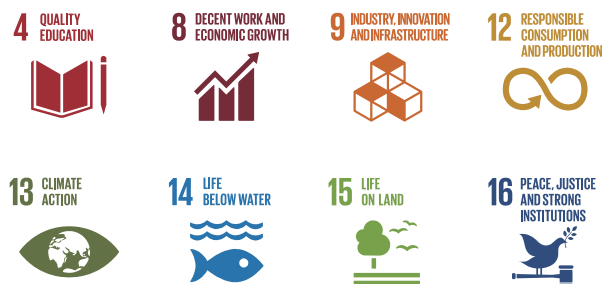 4 QUALITY
EDUCATION
8 DECENT WORK AND
ECONOMIC GROWTH
9 INDUSTRY, INNOVATION
AND INFRASTRUCTURE
12 RESPONSIBLE
CONSUMPTION
AND PRODUCTION
13 CLIMATE
ACTION
14 LIFE
BELOW WATER
15 LIFE
ON LAND
16 PEACE, JUSTICE
AND STRONG
INSTITUTIONS